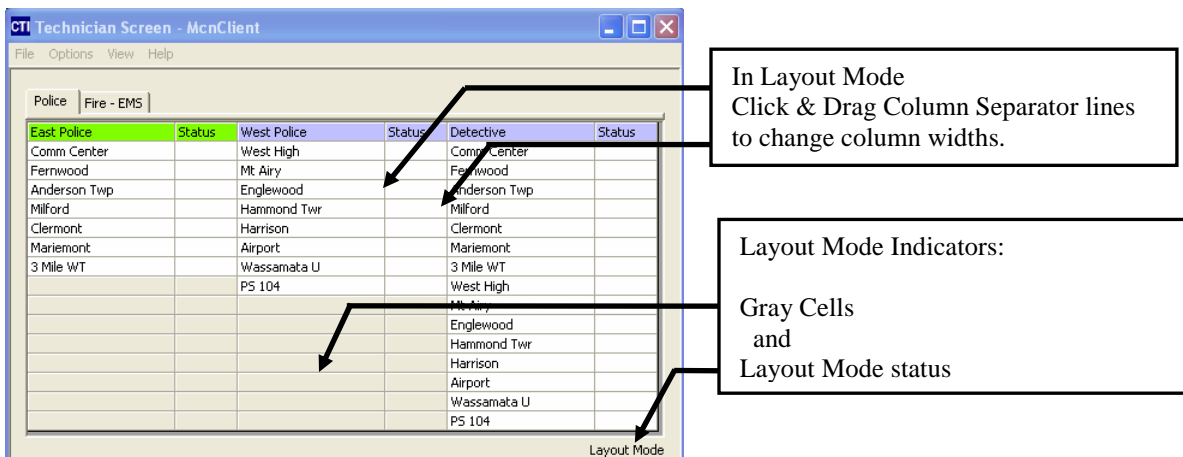 CTI Technician Screen - McnClient
File Options View Help
Police Fire - EMS
East Police Status West Police Status Detective Status
Comm Center West High Comm Center
Fernwood Mt Airy Fernwood
Anderson Twp Englewood Anderson Twp
Milford Hammond Twr Milford
Clermont Harrison Clermont
Mariemont Airport Mariemont
3 Mile WT Wassamata U 3 Mile WT
PS 104 West High
Mt Airy
Englewood
Hammond Twr
Harrison
Airport
Wassamata U
PS 104
Layout Mode
In Layout Mode
Click & Drag Column Separator lines
to change column widths.
Layout Mode Indicators:
Gray Cells
and
Layout Mode status